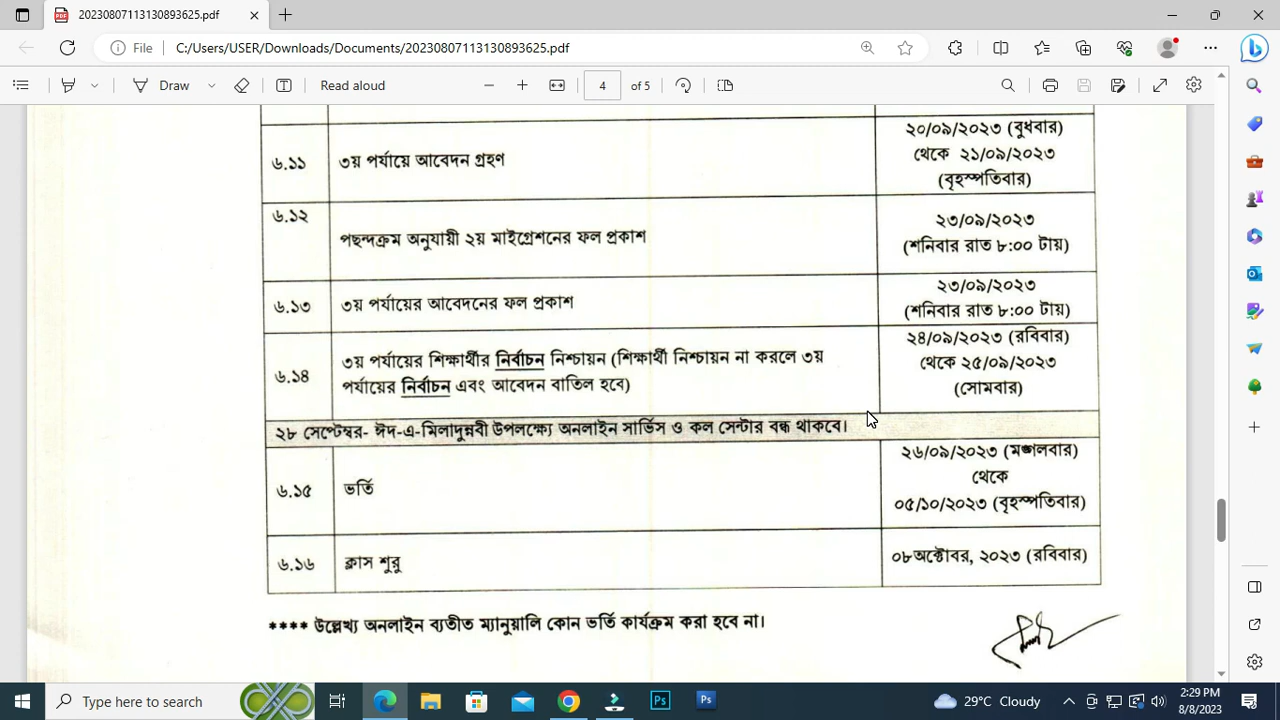 20230807113130893625.pdf
File
C:/Users/USER/Downloads/Documents/20230807113130893625.pdf
Draw
Read aloud
4
of 5
৬.১১
৩য় পর্যায়ে আবেদন গ্রহণ
২০/০৯/২০২৩ (বুধবার)
থেকে ২১/০৯/২০২৩
(বৃহস্পতিবার)
৬.১২
পছন্দক্রম অনুযায়ী ২য় মাইগ্রেশনের ফল প্রকাশ
২৩/০৯/২০২৩
(শনিবার রাত ৮:০০ টায়)
৬.১৩
৩য় পর্যায়ের আবেদনের ফল প্রকাশ
২৩/০৯/২০২৩
(শনিবার রাত ৮:০০ টায়)
৬.১৪
৩য় পর্যায়ের শিক্ষার্থীর নির্বাচন নিশ্চায়ন (শিক্ষার্থী নিশ্চায়ন না করলে ৩য়
পর্যায়ের নির্বাচন এবং আবেদন বাতিল হবে)
২৪/০৯/২০২৩ (রবিবার)
থেকে ২৫/০৯/২০২৩
(সোমবার)
২৮ সেপ্টেম্বর- ঈদ-এ-মিলাদুন্নবী উপলক্ষ্যে অনলাইন সার্ভিস ও কল সেন্টার বন্ধ থাকবে।
৬.১৫
ভর্তি
২৬/০৯/২০২৩ (মঙ্গলবার)
থেকে
০৫/১০/২০২৩ (বৃহস্পতিবার)
৬.১৬
ক্লাস শুরু
০৮অক্টোবর, ২০২৩ (রবিবার)
**** উল্লেখ্য অনলাইন ব্যতীত ম্যানুয়ালি কোন ভর্তি কার্যক্রম করা হবে না।
Type here to search
Ps
Ps
29°C Cloudy
2:29 PM
8/8/2023